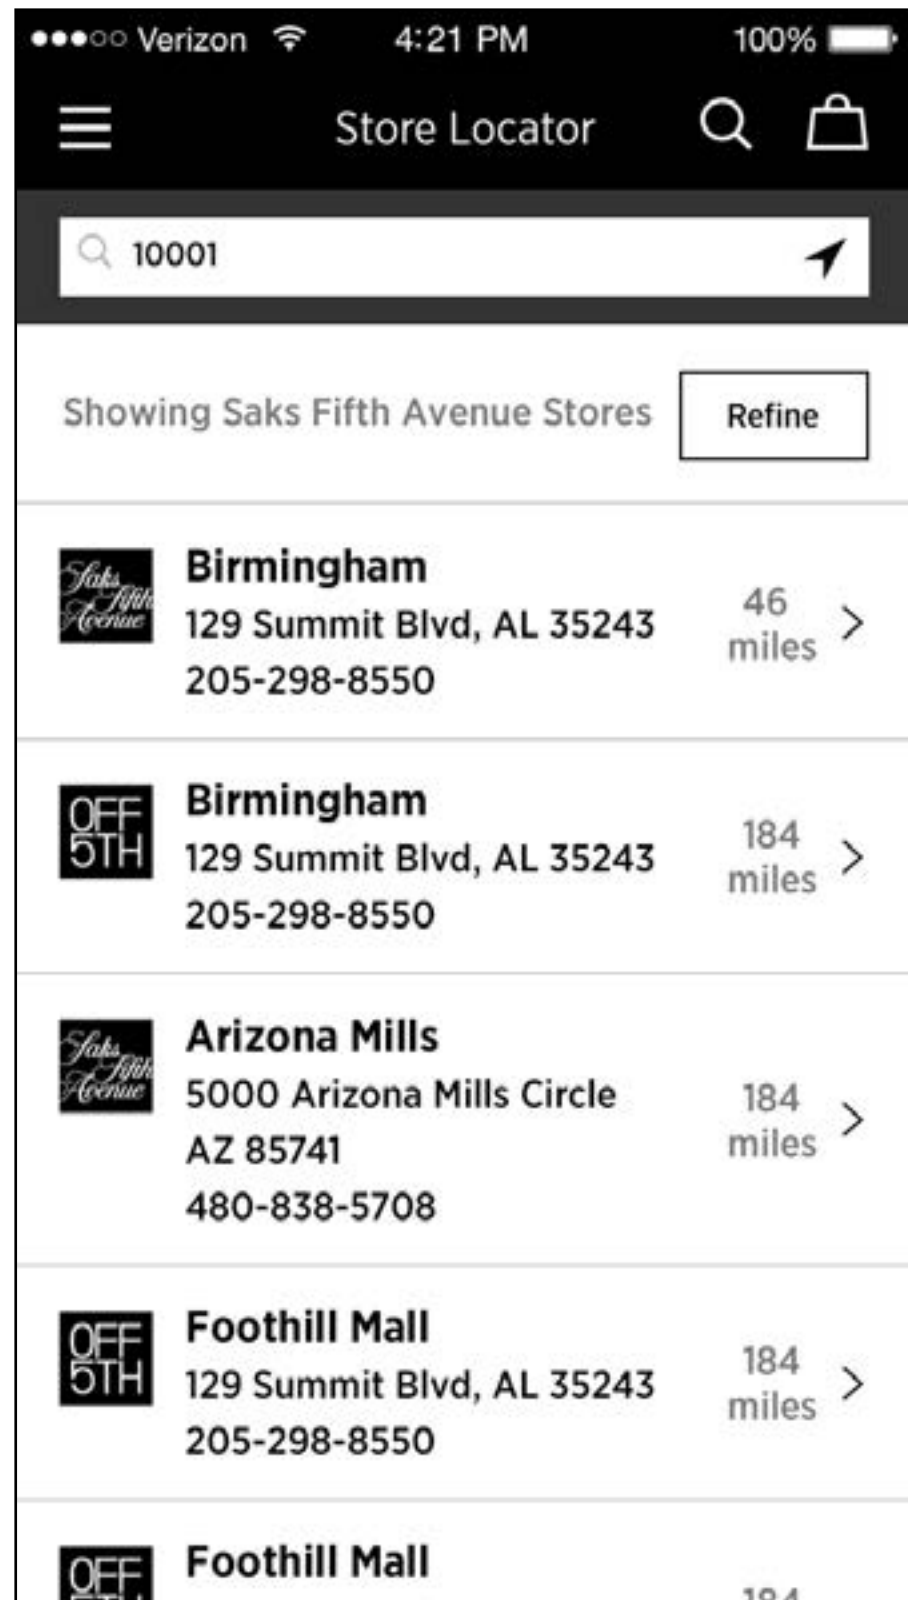 Verizon 4:21 PM 100%
Store Locator
10001
Showing Saks Fifth Avenue Stores Refine
Saks
Fifth
Avenue
Birmingham
129 Summit Blvd, AL 35243
205-298-8550
46
miles
OFF
5TH
Birmingham
129 Summit Blvd, AL 35243
205-298-8550
184
miles
Saks
Fifth
Avenue
Arizona Mills
5000 Arizona Mills Circle
AZ 85741
480-838-5708
184
miles
OFF
5TH
Foothill Mall
129 Summit Blvd, AL 35243
205-298-8550
184
miles
OFF
5TH
Foothill Mall
184